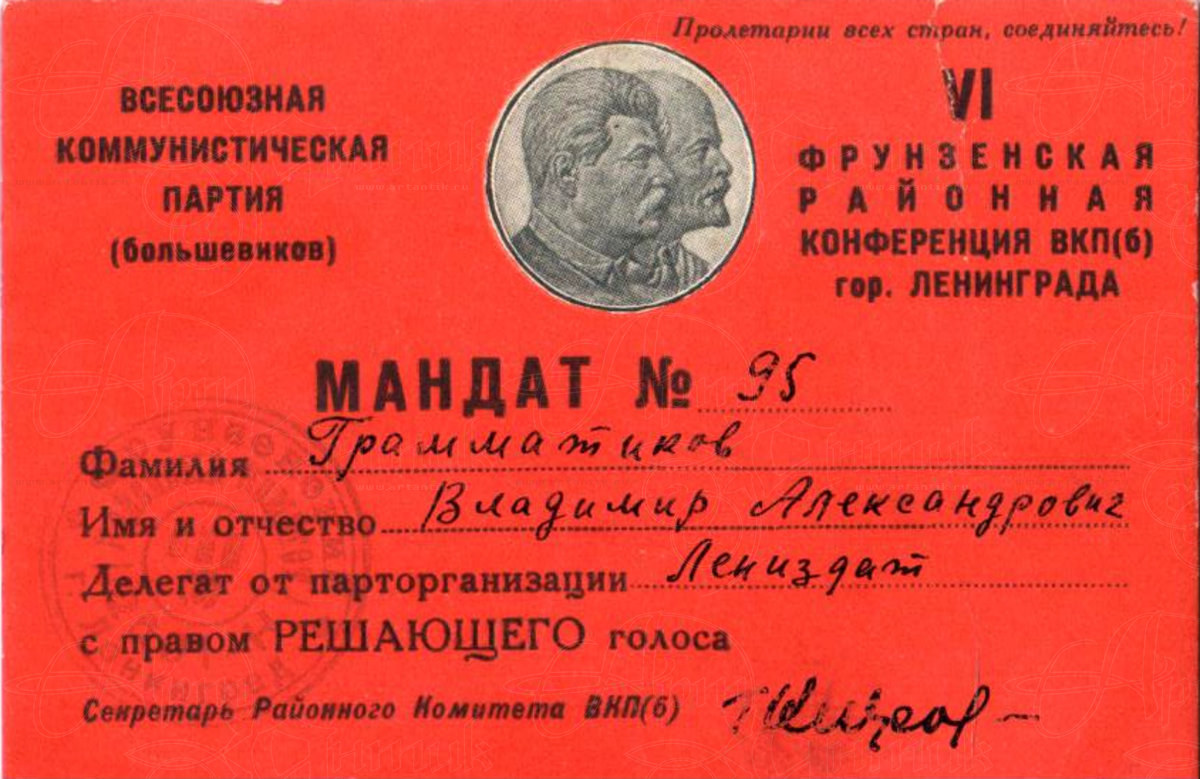 Пролетарии всех стран, соединяйтесь!
ВСЕСОЮЗНАЯ
КОММУНИСТИЧЕСКАЯ
ПАРТИЯ
(большевиков)
VI
ФРУНЗЕНСКАЯ
РАЙОННАЯ
КОНФЕРЕНЦИЯ ВКП(б)
гор. ЛЕНИНГРАДА
МАНДАТ № 95
Фамилия Грамматиков
Имя и отчество Владимир Александрович
Делегат от парторганизации Лениздат
с правом РЕШАЮЩЕГО голоса
Секретарь Районного Комитета ВКП(б)